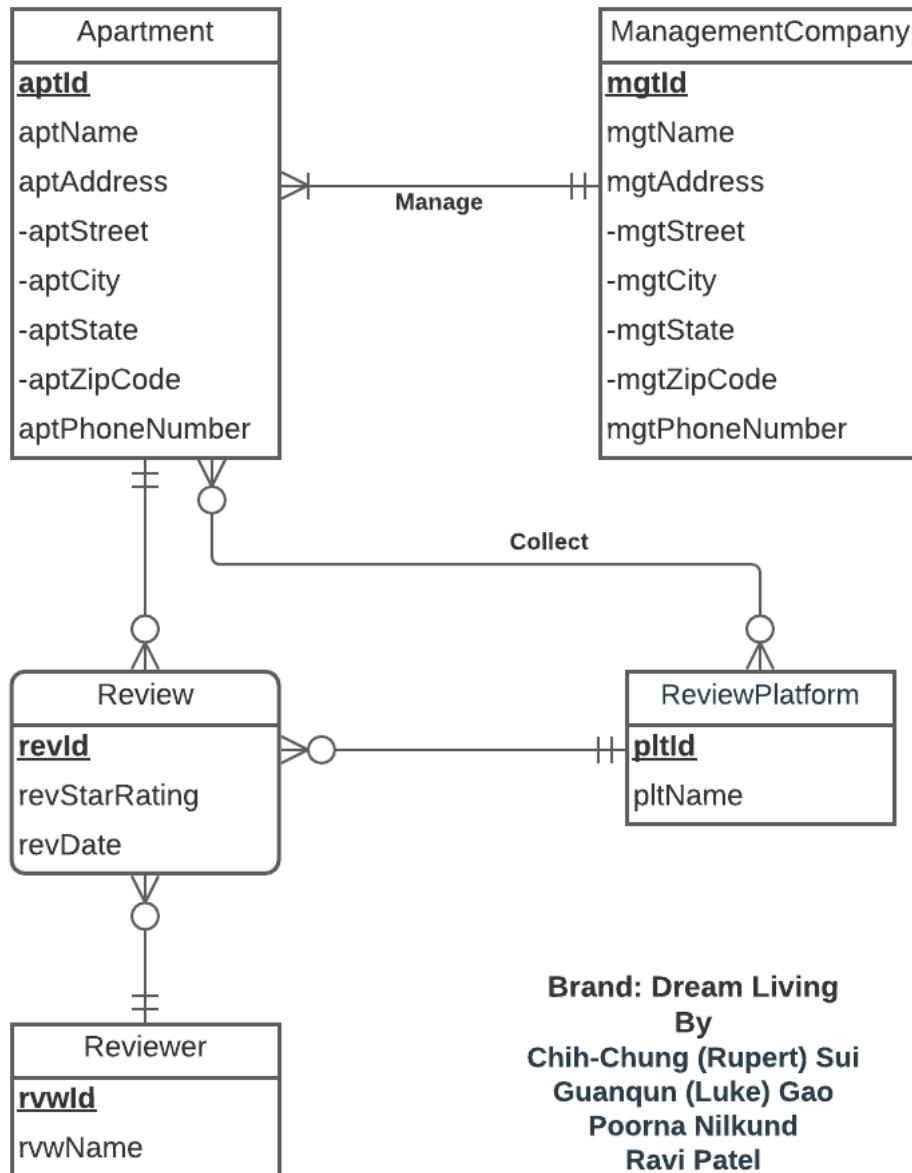 Apartment
aptId
aptName
aptAddress
-aptStreet
-aptCity
-aptState
-aptZipCode
aptPhoneNumber
ManagementCompany
mgtId
mgtName
mgtAddress
-mgtStreet
-mgtCity
-mgtState
-mgtZipCode
mgtPhoneNumber
Manage
Collect
Review
revId
revStarRating
revDate
ReviewPlatform
pltId
pltName
Reviewer
rvwId
rvwName
Brand: Dream Living
By
Chih-Chung (Rupert) Sui
Guanqun (Luke) Gao
Poorna Nilkund
Ravi Patel